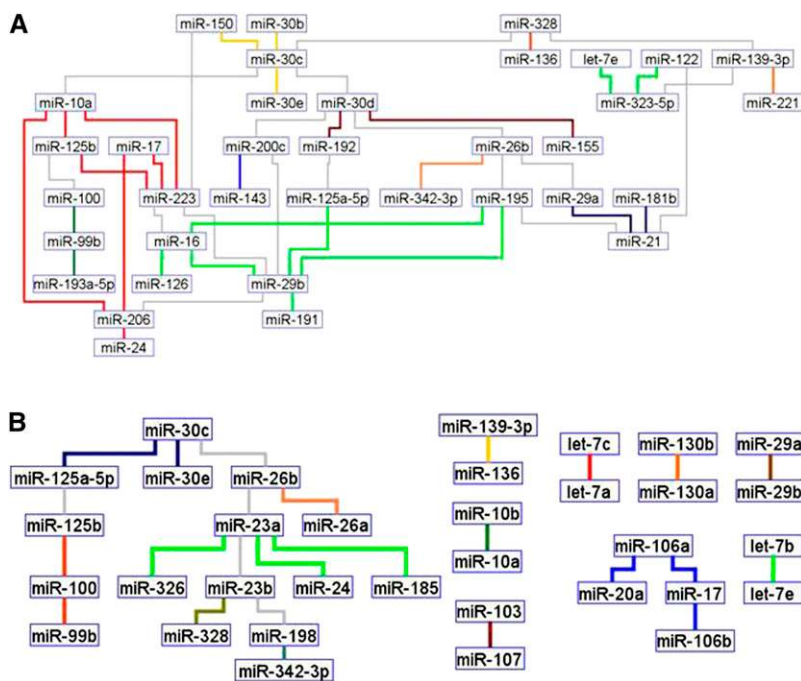 A
miR-150 miR-30b miR-328
miR-30c miR-136 let-7e miR-122 miR-139-3p
miR-10a miR-30e miR-30d miR-323-5p miR-221
miR-125b miR-17 miR-200c miR-192 miR-26b miR-155
miR-100 miR-223 miR-143 miR-125a-5p miR-342-3p miR-195 miR-29a miR-181b
miR-99b miR-16 miR-21
miR-193a-5p miR-126 miR-29b
miR-206 miR-191
miR-24
B
miR-30c miR-139-3p let-7c miR-130b miR-29a
miR-125a-5p miR-30e miR-26b miR-136 let-7a miR-130a miR-29b
miR-125b miR-23a miR-26a miR-10b
miR-106a let-7b
miR-100 miR-326 miR-23b miR-24 miR-185 miR-10a miR-20a miR-17 let-7e
miR-99b miR-328 miR-198 miR-103 miR-106b
miR-342-3p miR-107